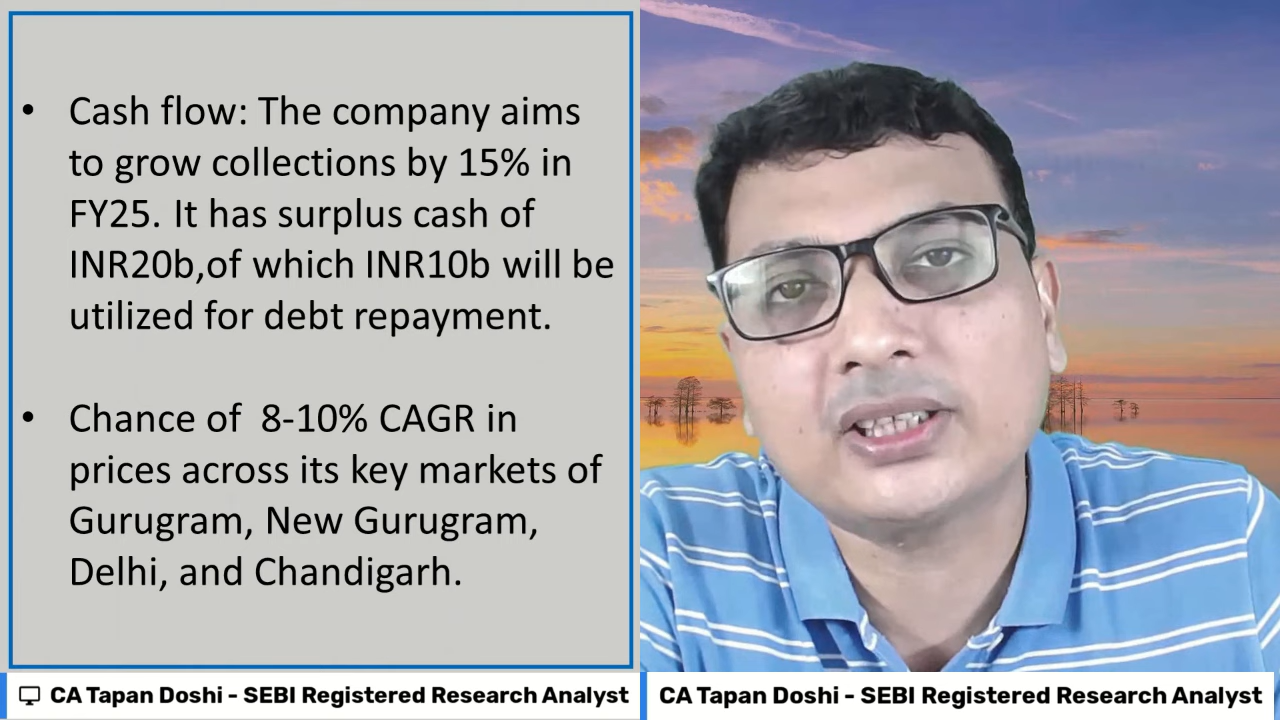 • Cash flow: The company aims
to grow collections by 15% in
FY25. It has surplus cash of
INR20b,of which INR10b will be
utilized for debt repayment.
• Chance of  8-10% CAGR in
prices across its key markets of
Gurugram, New Gurugram,
Delhi, and Chandigarh.
CA Tapan Doshi - SEBI Registered Research Analyst
CA Tapan Doshi - SEBI Registered Research Analyst